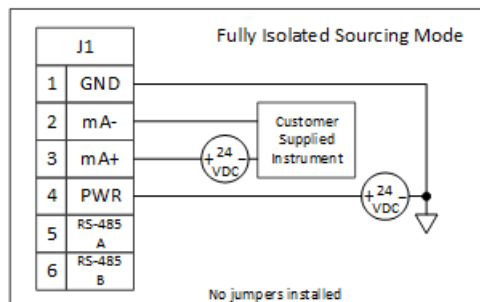 Fully Isolated Sourcing Mode
J1
1 GND
2 mA-
3 mA+
4 PWR
5 RS-485
A
6 RS-485
B
Customer
Supplied
Instrument
+ 24 -
VDC
+ 24 -
VDC
No jumpers installed